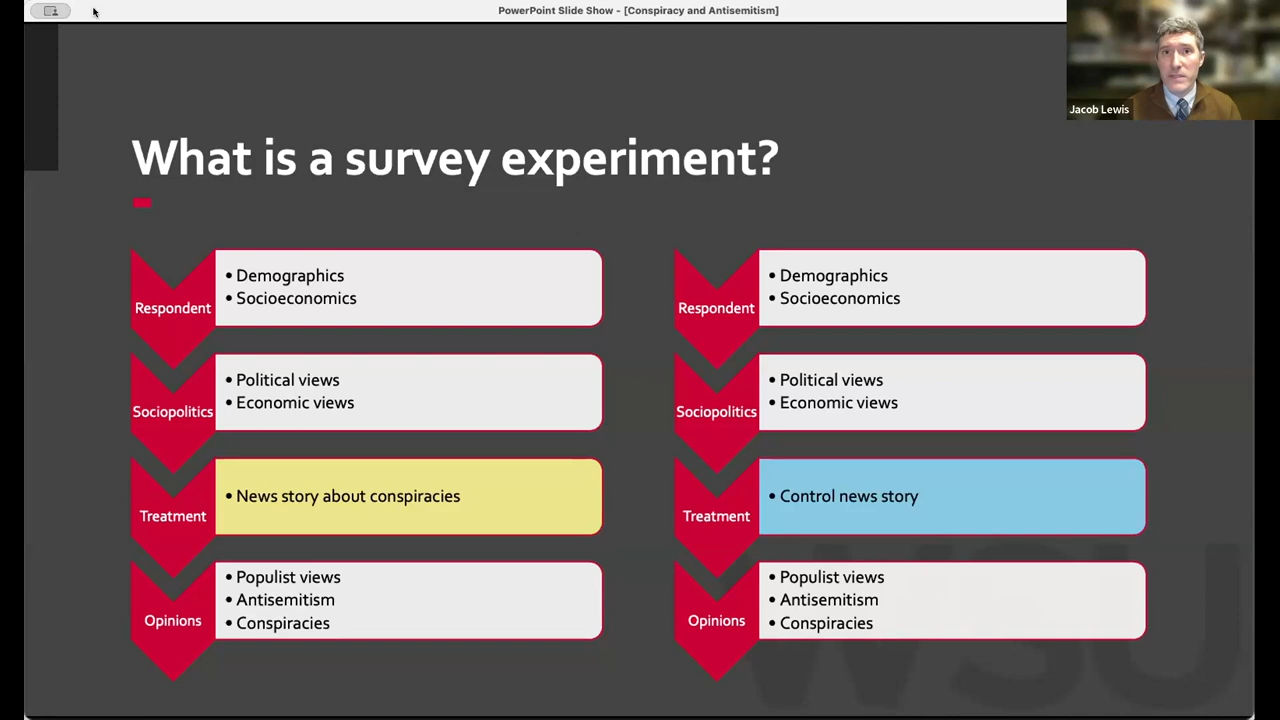 PowerPoint Slide Show - [Conspiracy and Antisemitism]
Jacob Lewis
What is a survey experiment?
Respondent
• Demographics
• Socioeconomics
Sociopolitics
• Political views
• Economic views
Treatment
• News story about conspiracies
Opinions
• Populist views
• Antisemitism
• Conspiracies
Respondent
• Demographics
• Socioeconomics
Sociopolitics
• Political views
• Economic views
Treatment
• Control news story
Opinions
• Populist views
• Antisemitism
• Conspiracies
WSU